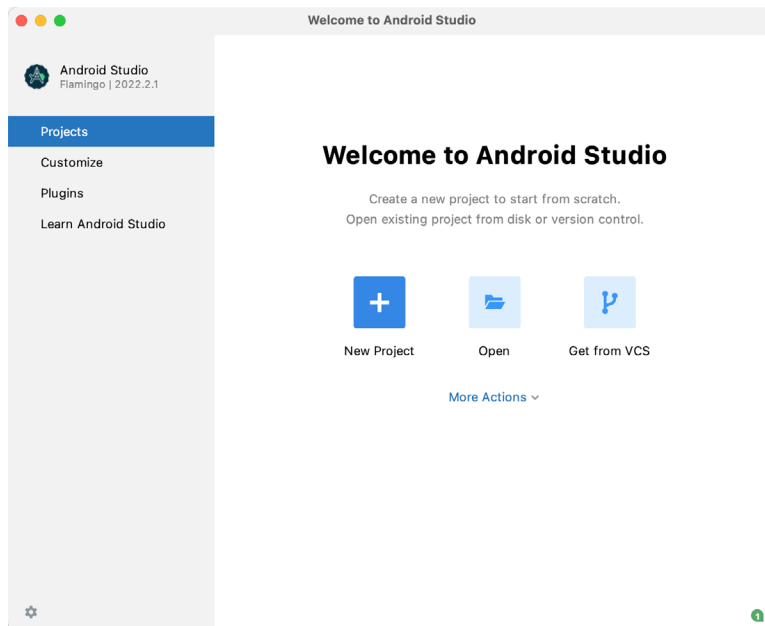 Welcome to Android Studio
Android Studio
Flamingo | 2022.2.1
Projects
Customize
Plugins
Learn Android Studio
Welcome to Android Studio
Create a new project to start from scratch.
Open existing project from disk or version control.
New Project
Open
Get from VCS
More Actions
1